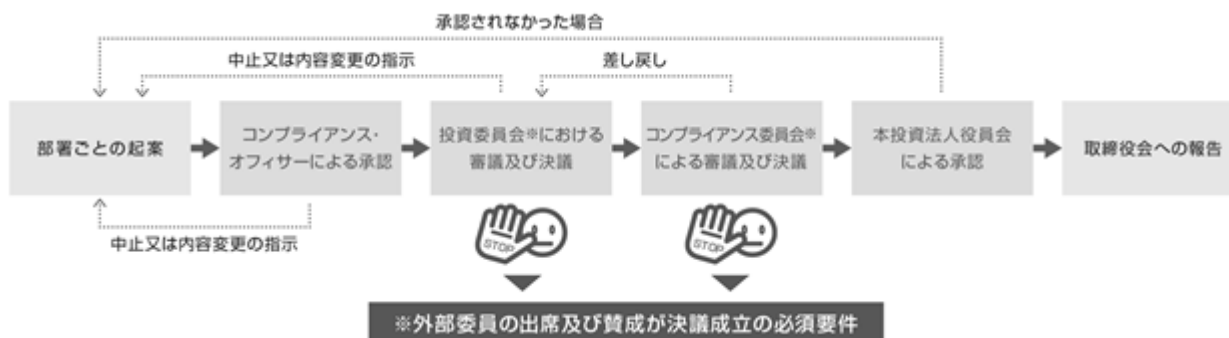 承認されなかった場合
中止又は内容変更の指示
差し戻し
部署ごとの起案
コンプライアンス・
オフィサーによる承認
投資委員会※における
審議及び決議
コンプライアンス委員会※
による審議及び決議
本投資法人役員会
による承認
取締役会への報告
中止又は内容変更の指示
STOP
STOP
※外部委員の出席及び賛成が決議成立の必須要件